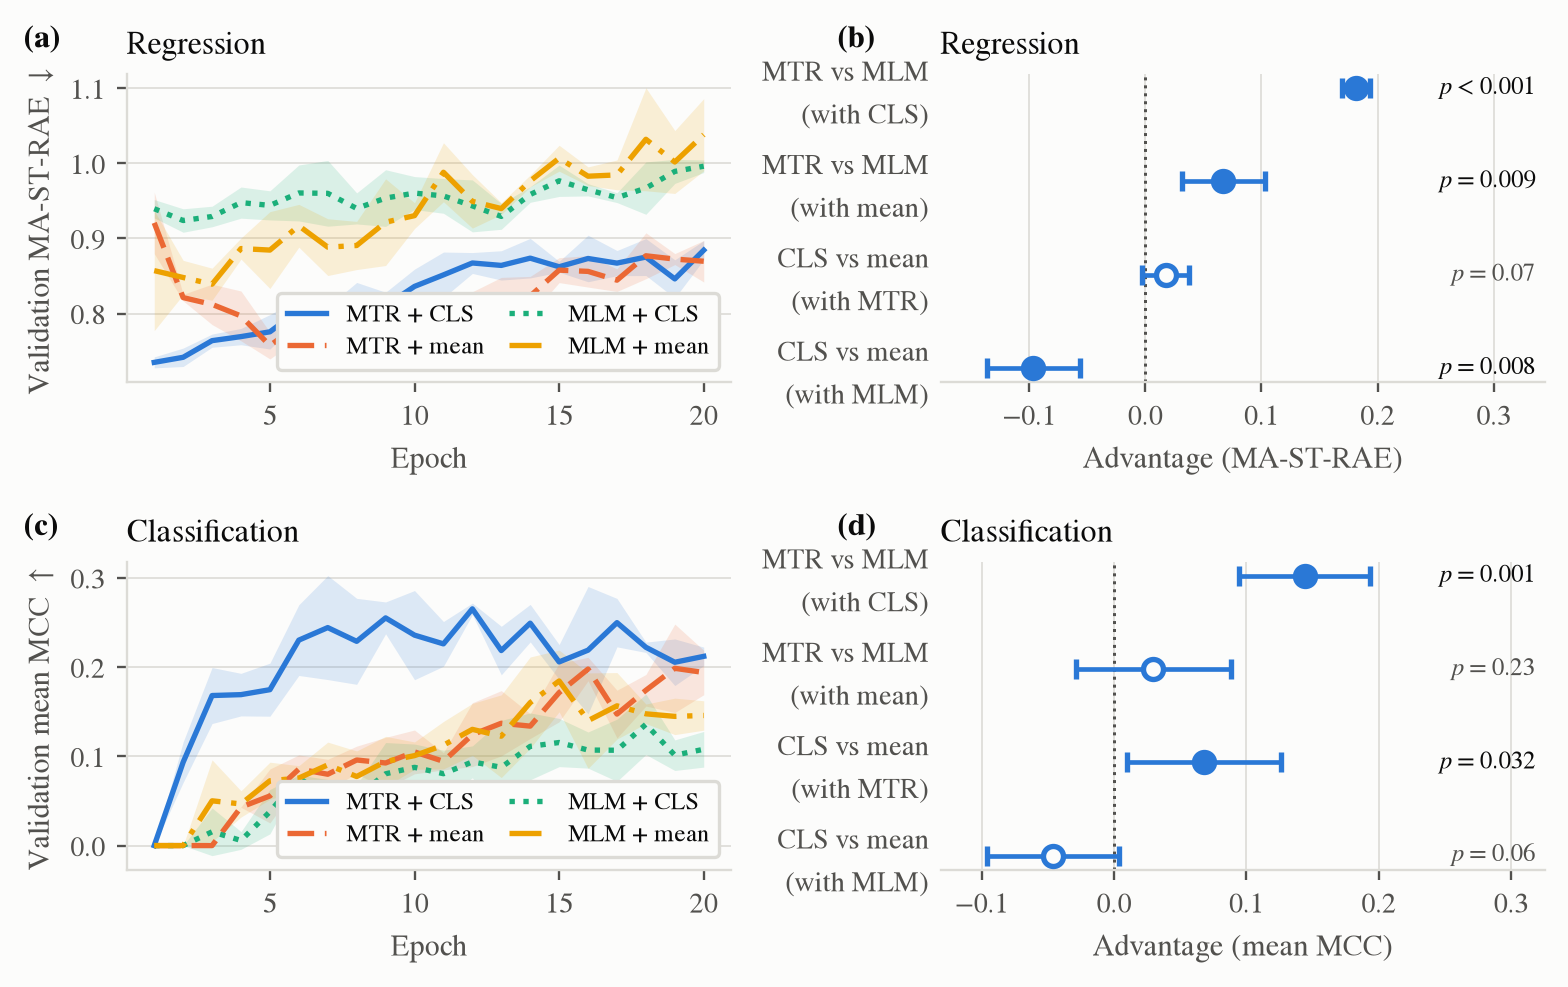 (a)
Regression
Validation MA-ST-RAE ↓
1.1
1.0
0.9
0.8
MTR + CLS
MLM + CLS
MTR + mean
MLM + mean
5
10
15
20
Epoch
(b)
Regression
MTR vs MLM
(with CLS)
p < 0.001
MTR vs MLM
(with mean)
p = 0.009
CLS vs mean
(with MTR)
p = 0.07
CLS vs mean
(with MLM)
p = 0.008
−0.1
0.0
0.1
0.2
0.3
Advantage (MA-ST-RAE)
(c)
Classification
Validation mean MCC ↑
0.3
0.2
0.1
0.0
MTR + CLS
MLM + CLS
MTR + mean
MLM + mean
5
10
15
20
Epoch
(d)
Classification
MTR vs MLM
(with CLS)
p = 0.001
MTR vs MLM
(with mean)
p = 0.23
CLS vs mean
(with MTR)
p = 0.032
CLS vs mean
(with MLM)
p = 0.06
−0.1
0.0
0.1
0.2
0.3
Advantage (mean MCC)